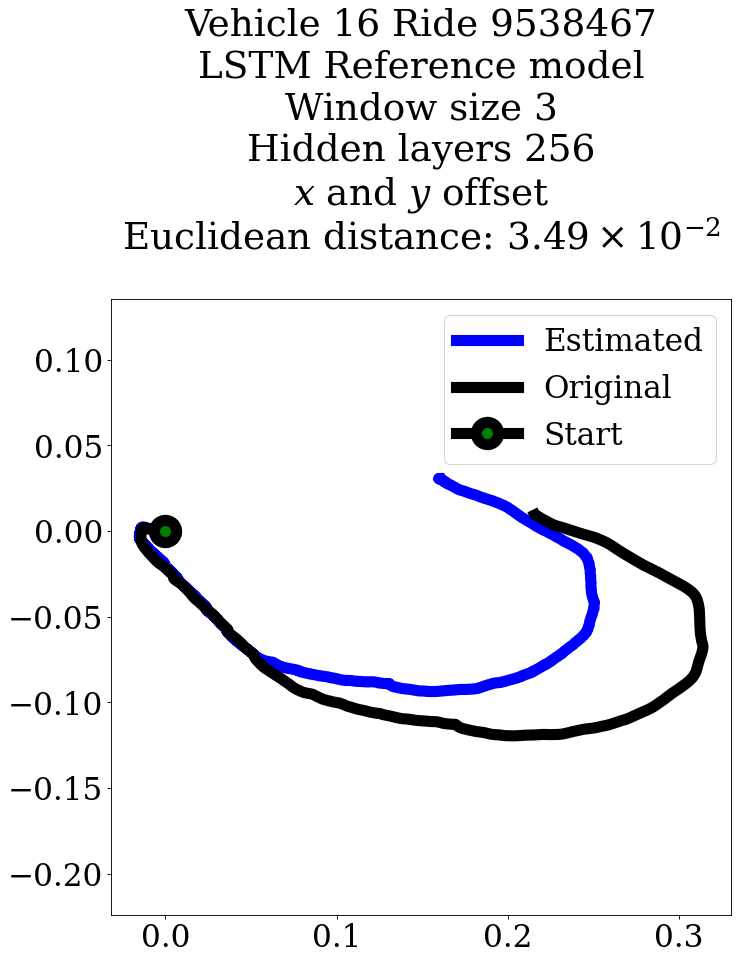 Vehicle 16 Ride 9538467
LSTM Reference model
Window size 3
Hidden layers 256
x and y offset
Euclidean distance: 3.49 × 10⁻²
Estimated
Original
Start
0.10
0.05
0.00
−0.05
−0.10
−0.15
−0.20
0.0 0.1 0.2 0.3